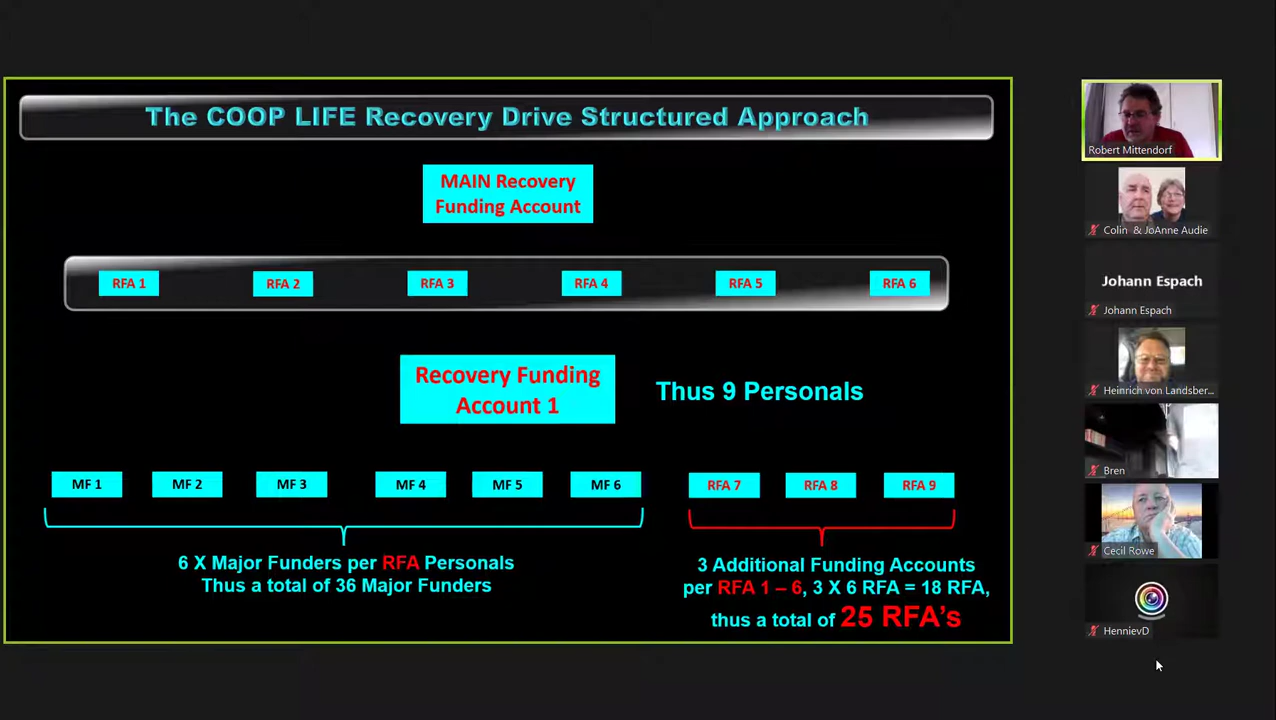 The COOP LIFE Recovery Drive Structured Approach
MAIN Recovery
Funding Account
RFA 1
RFA 2
RFA 3
RFA 4
RFA 5
RFA 6
Recovery Funding
Account 1
Thus 9 Personals
MF 1
MF 2
MF 3
MF 4
MF 5
MF 6
RFA 7
RFA 8
RFA 9
6 X Major Funders per RFA Personals
Thus a total of 36 Major Funders
3 Additional Funding Accounts
per RFA 1 – 6, 3 X 6 RFA = 18 RFA,
thus a total of 25 RFA’s
Robert Mittendorf
Colin & JoAnne Audie
Johann Espach
Johann Espach
Heinrich von Landsber...
Bren
Cecil Rowe
HennievD